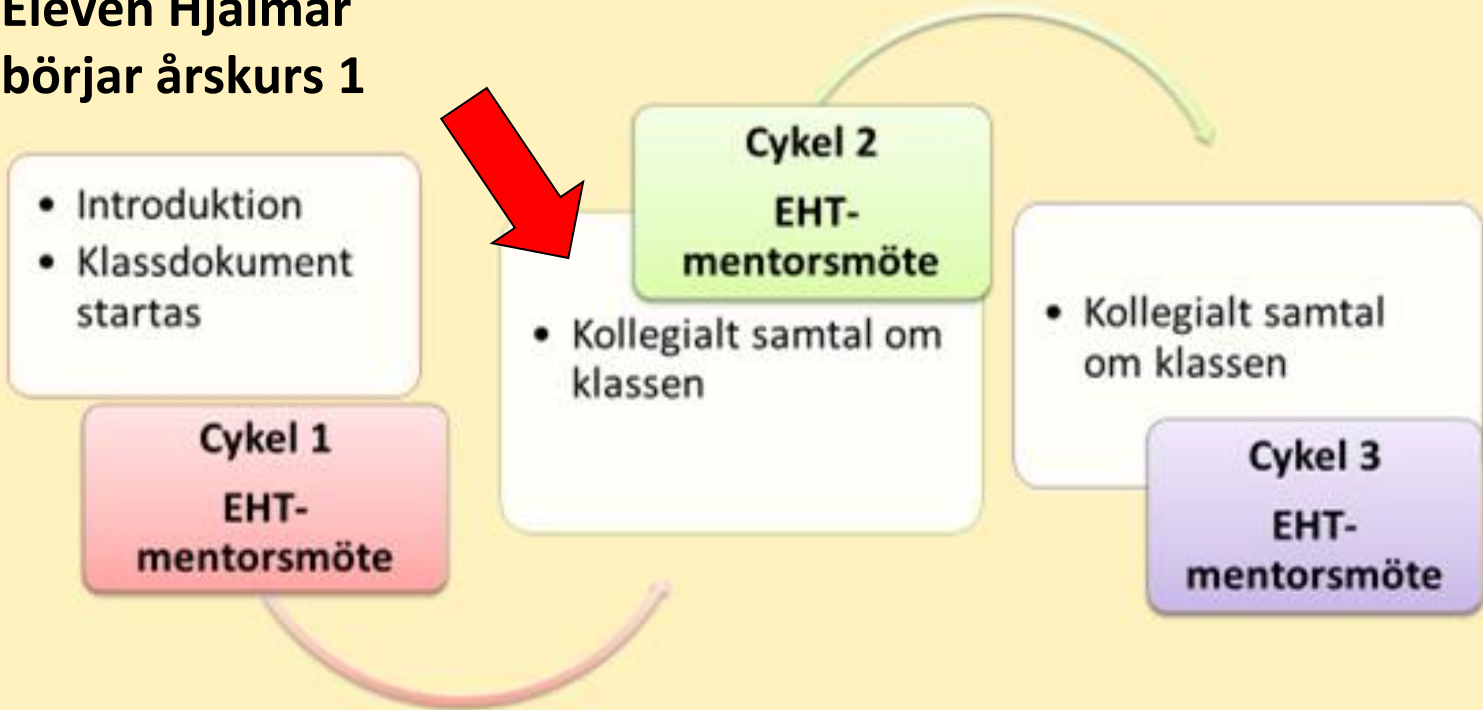 Eleven Hjalmar
börjar årskurs 1
• Introduktion
• Klassdokument
startas
Cykel 1
EHT-
mentorsmöte
Cykel 2
EHT-
mentorsmöte
• Kollegialt samtal om
klassen
• Kollegialt samtal
om klassen
Cykel 3
EHT-
mentorsmöte